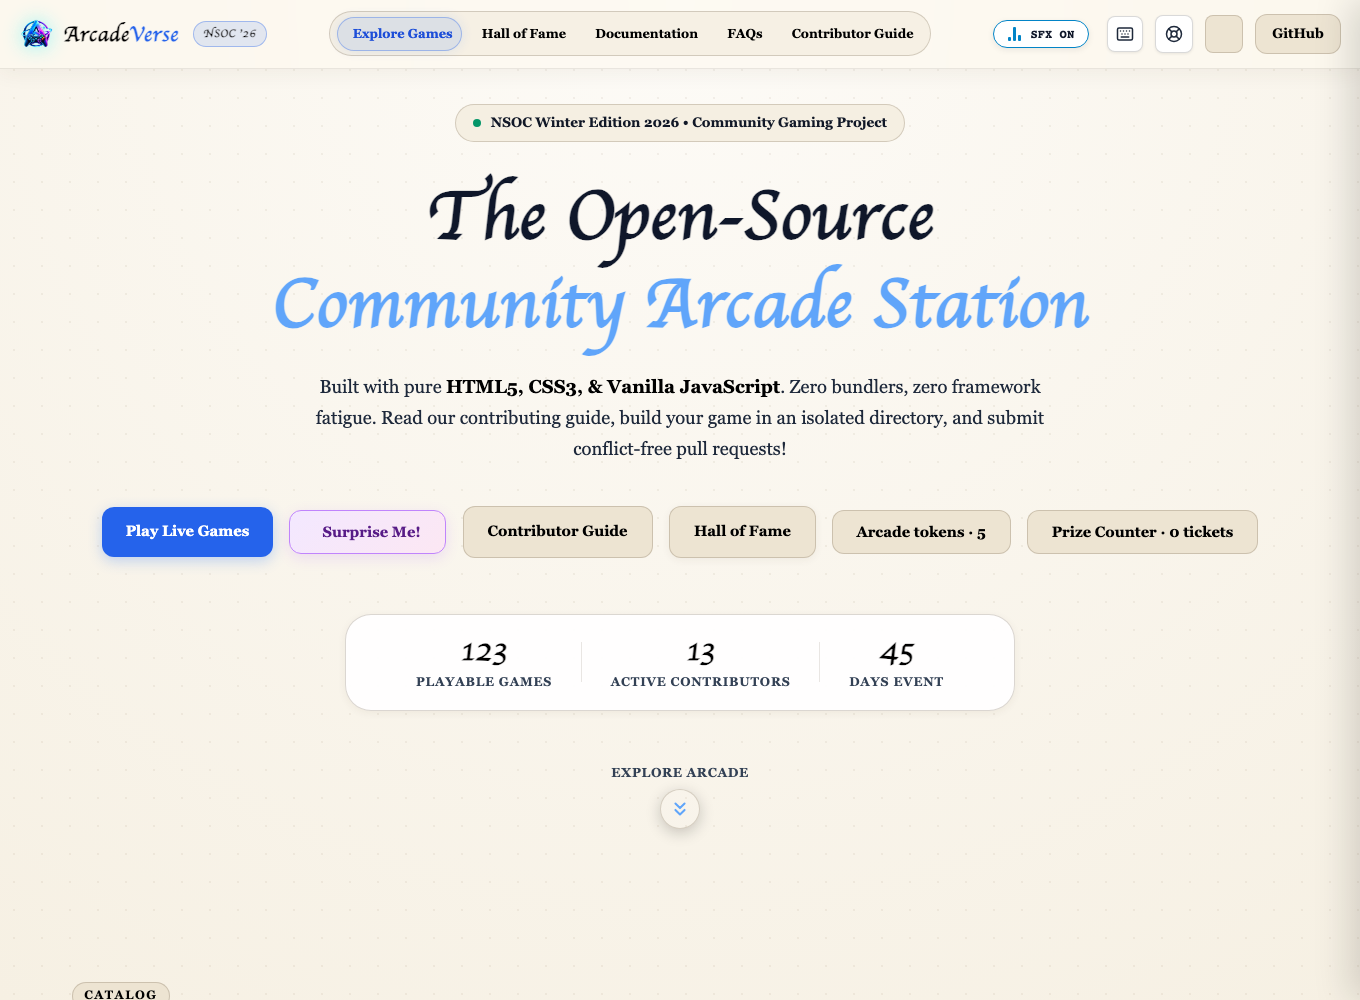 ArcadeVerse
NSOC '26
Explore Games
Hall of Fame
Documentation
FAQs
Contributor Guide
SFX ON
GitHub
NSOC Winter Edition 2026 • Community Gaming Project
The Open-Source
Community Arcade Station
Built with pure HTML5, CSS3, & Vanilla JavaScript. Zero bundlers, zero framework
fatigue. Read our contributing guide, build your game in an isolated directory, and submit
conflict-free pull requests!
Play Live Games
Surprise Me!
Contributor Guide
Hall of Fame
Arcade tokens · 5
Prize Counter · 0 tickets
123
PLAYABLE GAMES
13
ACTIVE CONTRIBUTORS
45
DAYS EVENT
EXPLORE ARCADE
CATALOG